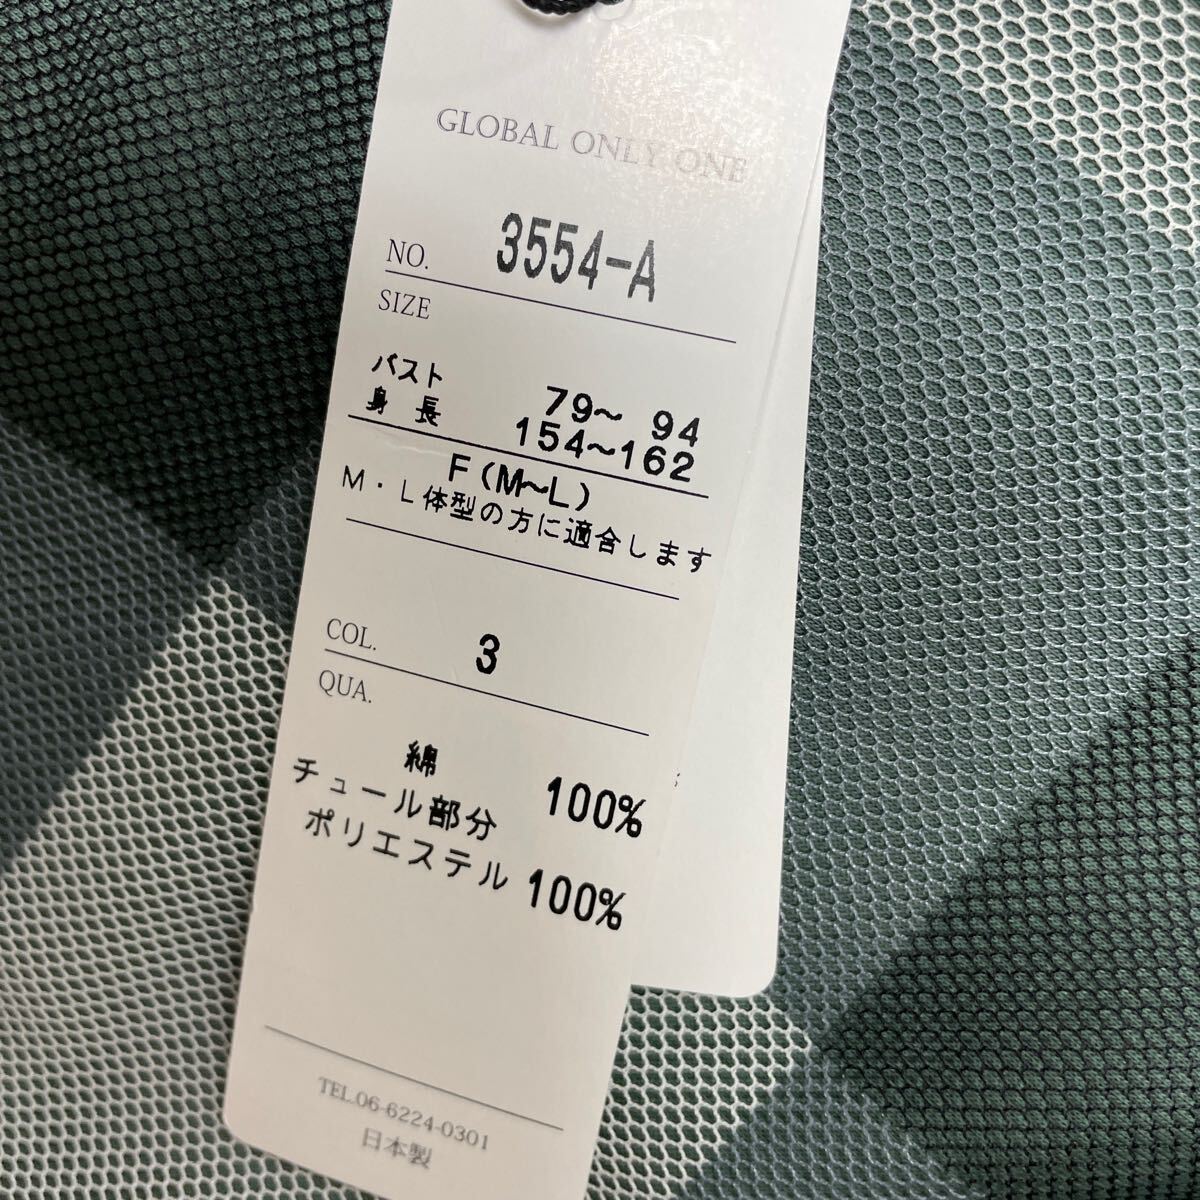 GLOBAL ONLY ONE
NO. 3554-A
SIZE
バスト 79〜 94
身 長 154〜162
F(M〜L)
M・L体型の方に適合します
COL. 3
QUA.
綿 100%
チュール部分
ポリエステル 100%
TEL.06-6224-0301
日本製